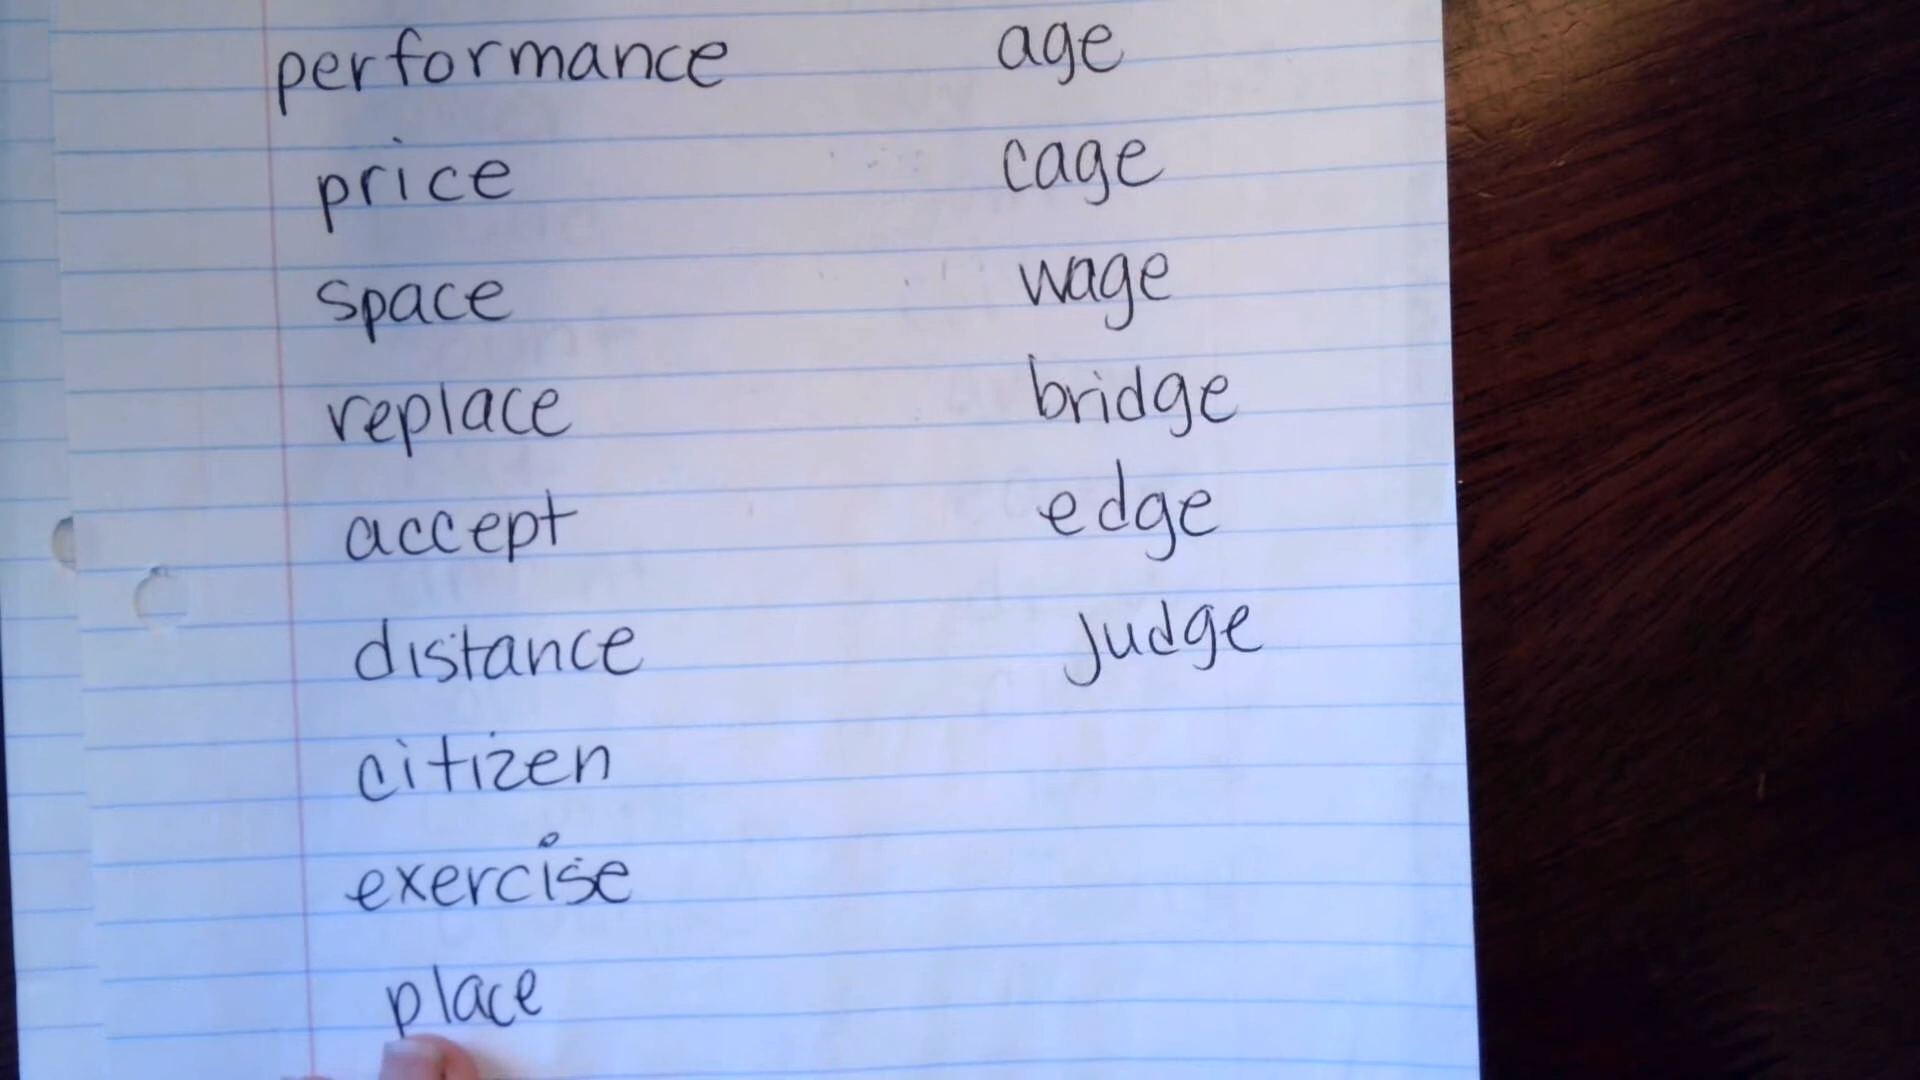 performance age
price cage
space wage
replace bridge
accept edge
distance judge
citizen
exercise
place